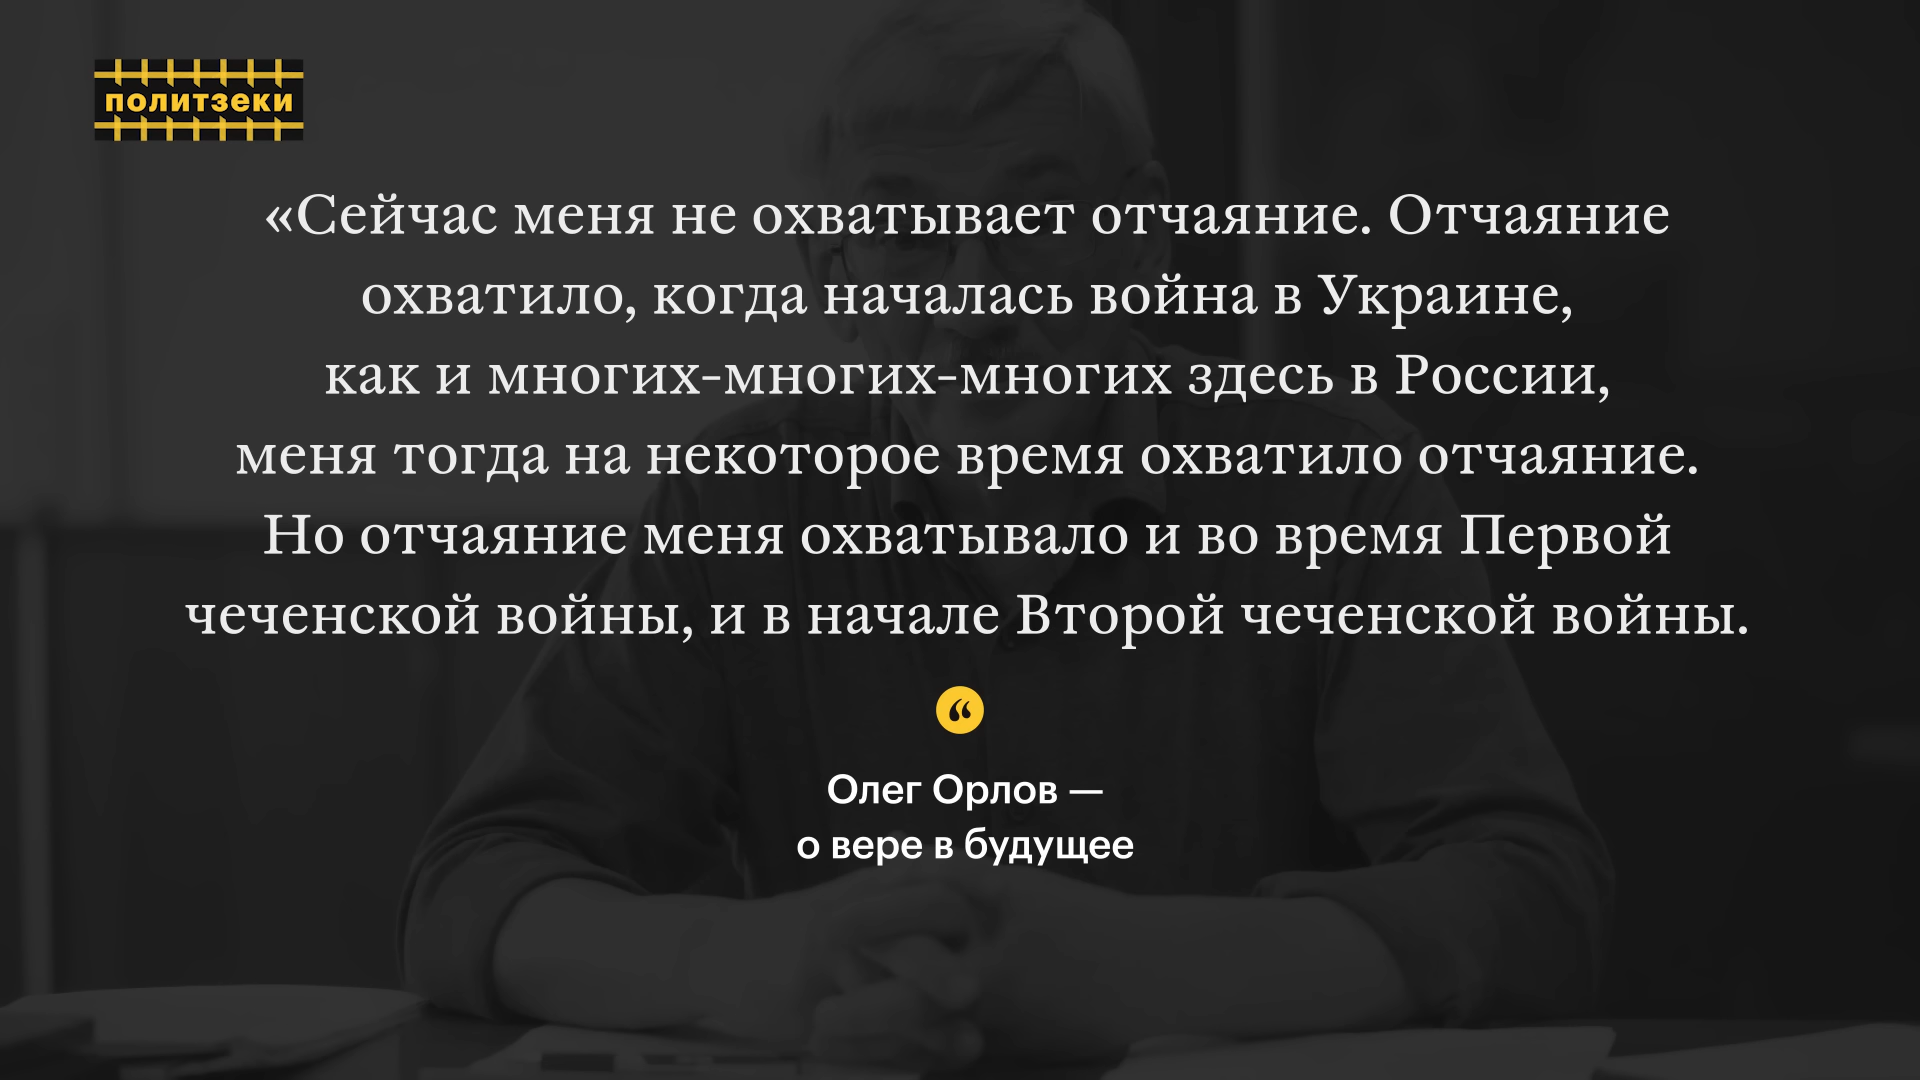 политзеки
«Сейчас меня не охватывает отчаяние. Отчаяние
охватило, когда началась война в Украине,
как и многих-многих-многих здесь в России,
меня тогда на некоторое время охватило отчаяние.
Но отчаяние меня охватывало и во время Первой
чеченской войны, и в начале Второй чеченской войны.
“
Олег Орлов —
о вере в будущее